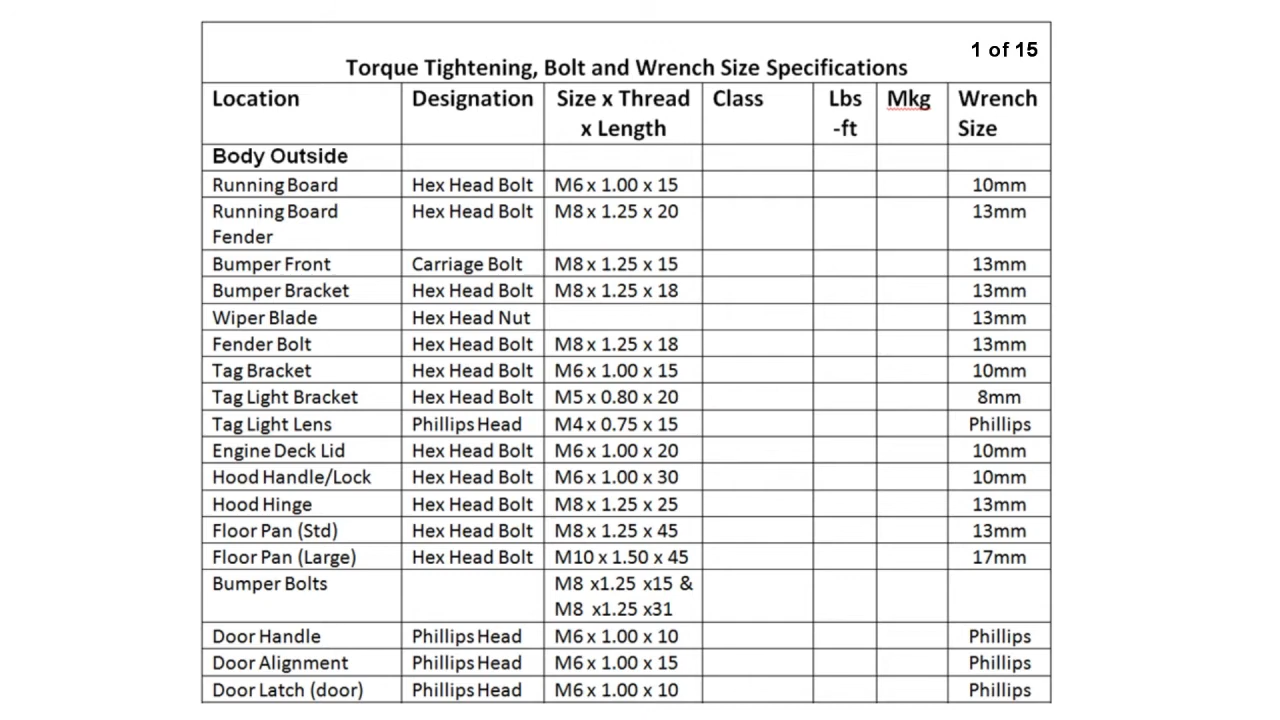 1 of 15
Torque Tightening, Bolt and Wrench Size Specifications
Location Designation Size x Thread x Length Class Lbs -ft Mkg Wrench Size
Body Outside
Running Board Hex Head Bolt M6 x 1.00 x 15 10mm
Running Board Fender Hex Head Bolt M8 x 1.25 x 20 13mm
Bumper Front Carriage Bolt M8 x 1.25 x 15 13mm
Bumper Bracket Hex Head Bolt M8 x 1.25 x 18 13mm
Wiper Blade Hex Head Nut 13mm
Fender Bolt Hex Head Bolt M8 x 1.25 x 18 13mm
Tag Bracket Hex Head Bolt M6 x 1.00 x 15 10mm
Tag Light Bracket Hex Head Bolt M5 x 0.80 x 20 8mm
Tag Light Lens Phillips Head M4 x 0.75 x 15 Phillips
Engine Deck Lid Hex Head Bolt M6 x 1.00 x 20 10mm
Hood Handle/Lock Hex Head Bolt M6 x 1.00 x 30 10mm
Hood Hinge Hex Head Bolt M8 x 1.25 x 25 13mm
Floor Pan (Std) Hex Head Bolt M8 x 1.25 x 45 13mm
Floor Pan (Large) Hex Head Bolt M10 x 1.50 x 45 17mm
Bumper Bolts M8 x1.25 x15 & M8 x1.25 x31
Door Handle Phillips Head M6 x 1.00 x 10 Phillips
Door Alignment Phillips Head M6 x 1.00 x 15 Phillips
Door Latch (door) Phillips Head M6 x 1.00 x 10 Phillips